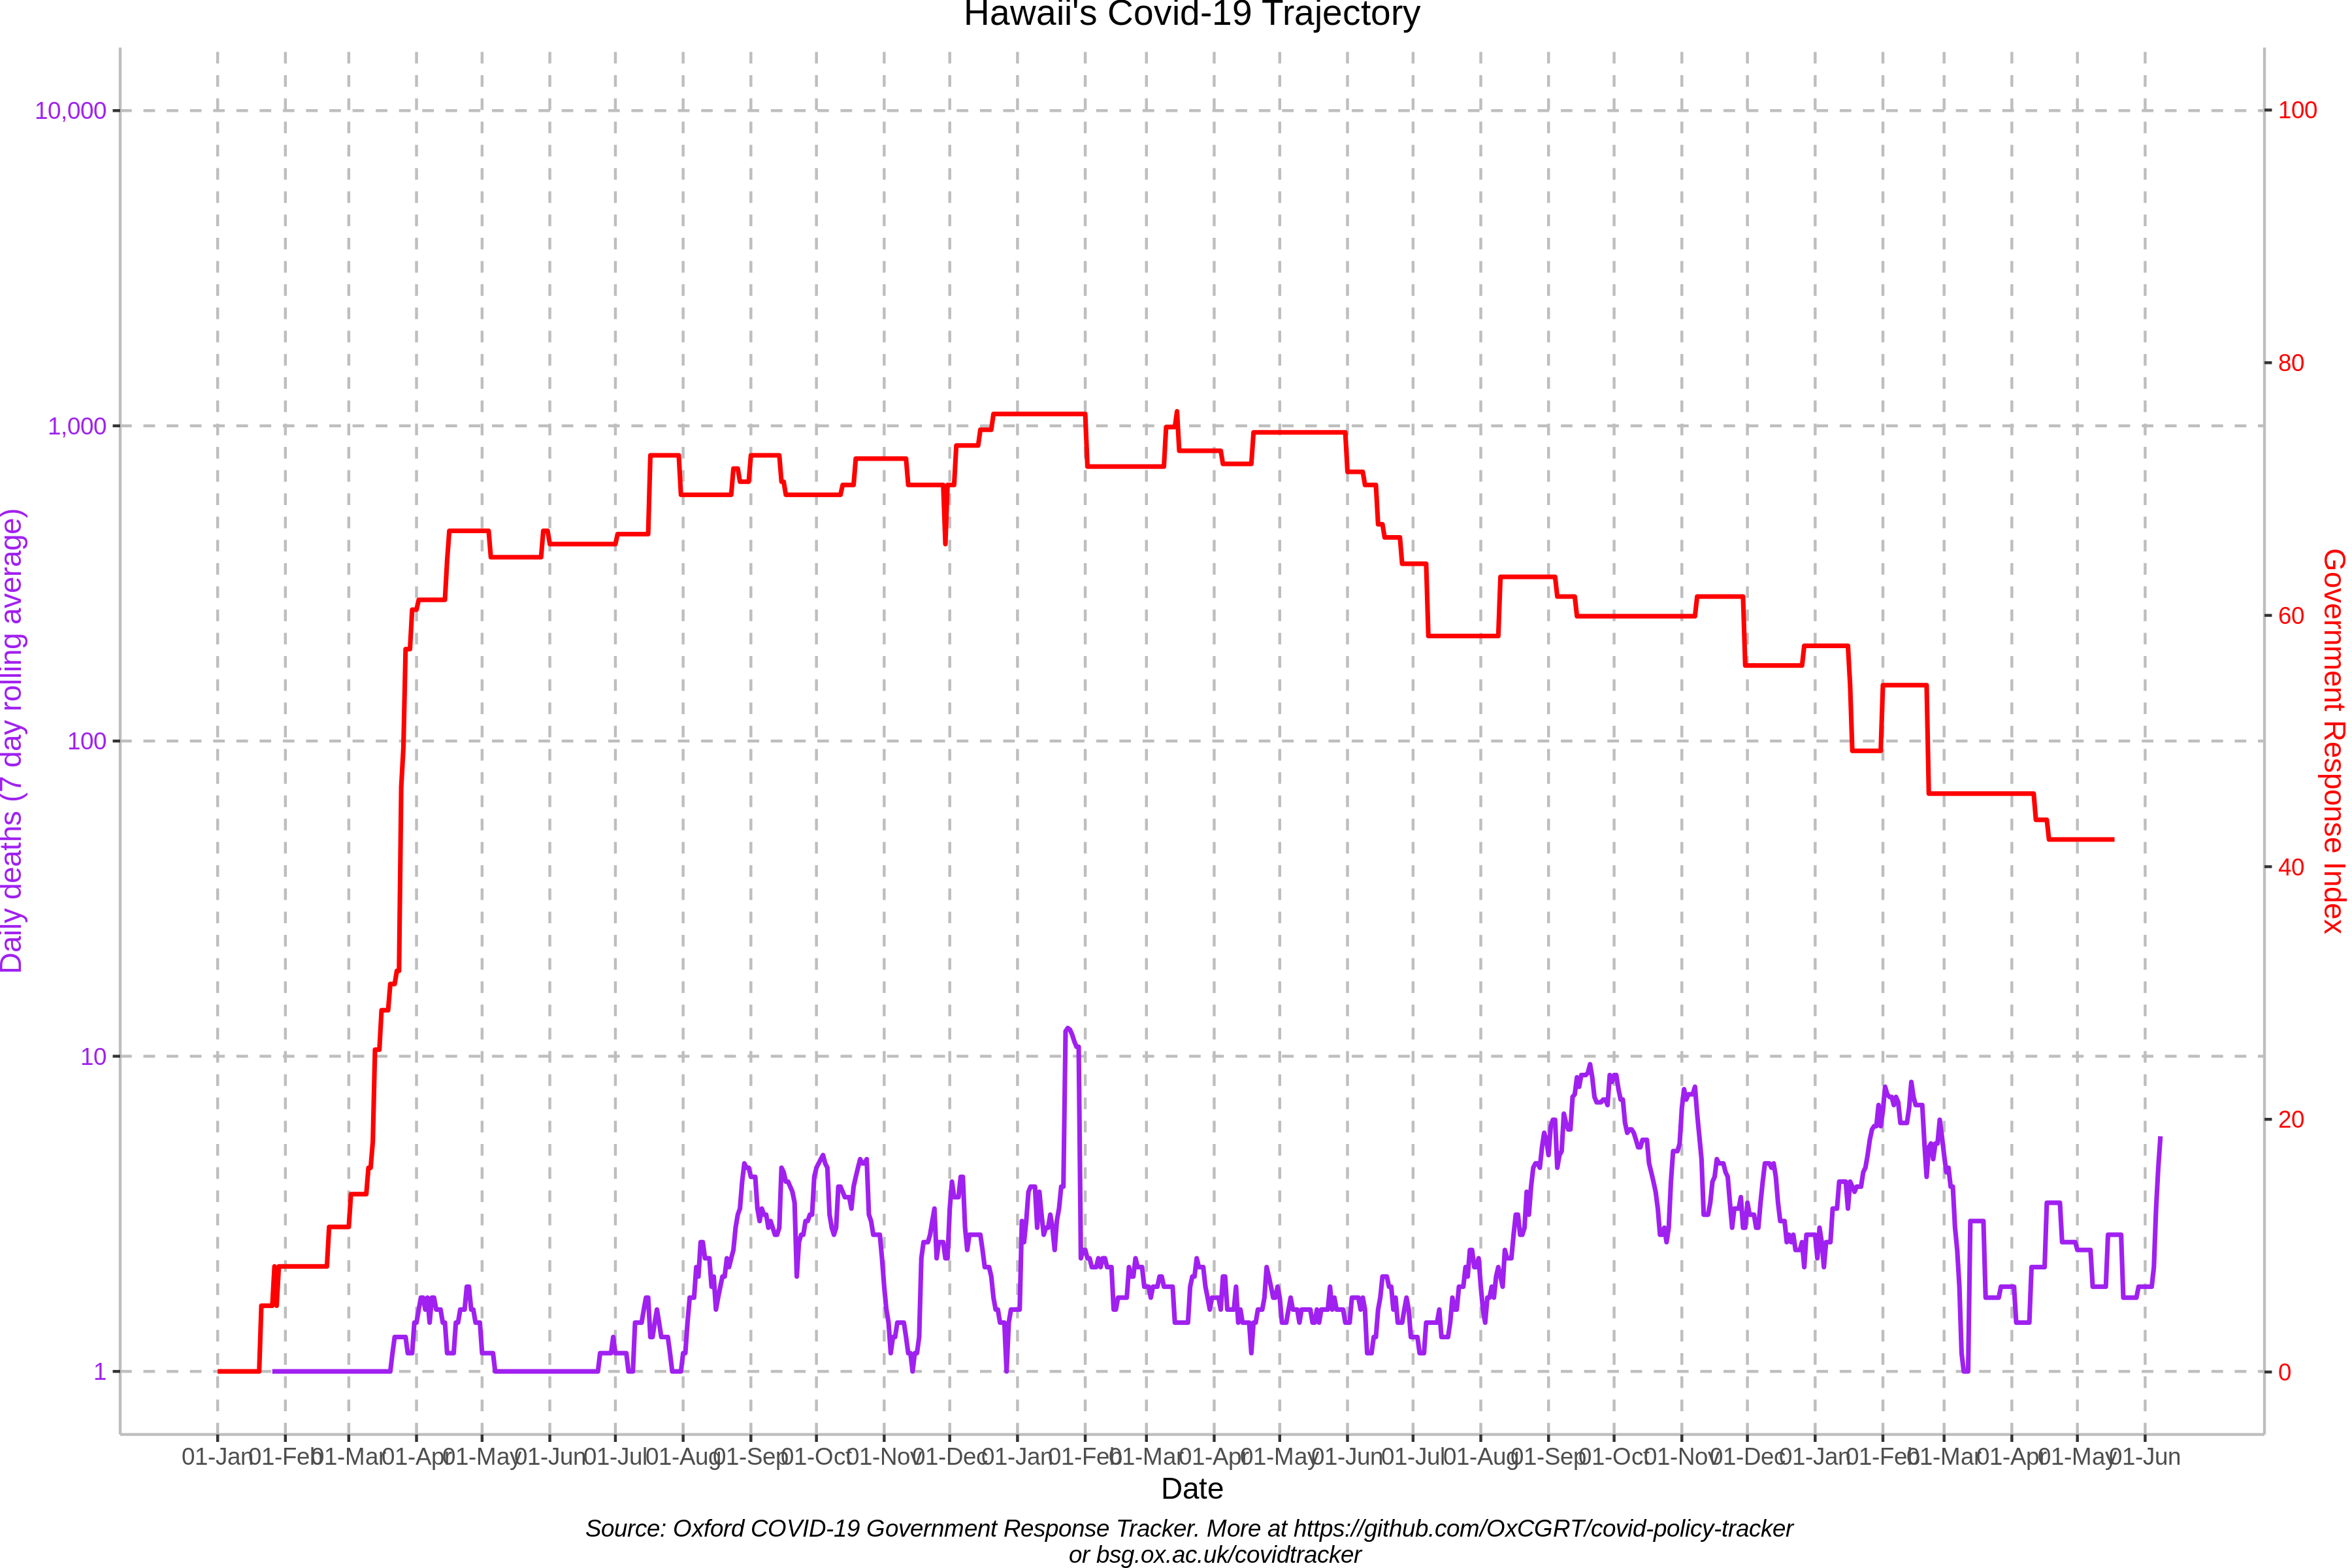 Hawaii's Covid-19 Trajectory
10,000
1,000
100
10
1
Daily deaths (7 day rolling average)
100
80
60
40
20
0
Government Response Index
01-Jan 01-Feb 01-Mar 01-Apr 01-May 01-Jun 01-Jul 01-Aug 01-Sep 01-Oct 01-Nov 01-Dec 01-Jan 01-Feb 01-Mar 01-Apr 01-May 01-Jun 01-Jul 01-Aug 01-Sep 01-Oct 01-Nov 01-Dec 01-Jan 01-Feb 01-Mar 01-Apr 01-May 01-Jun
Date
Source: Oxford COVID-19 Government Response Tracker. More at https://github.com/OxCGRT/covid-policy-tracker
or bsg.ox.ac.uk/covidtracker